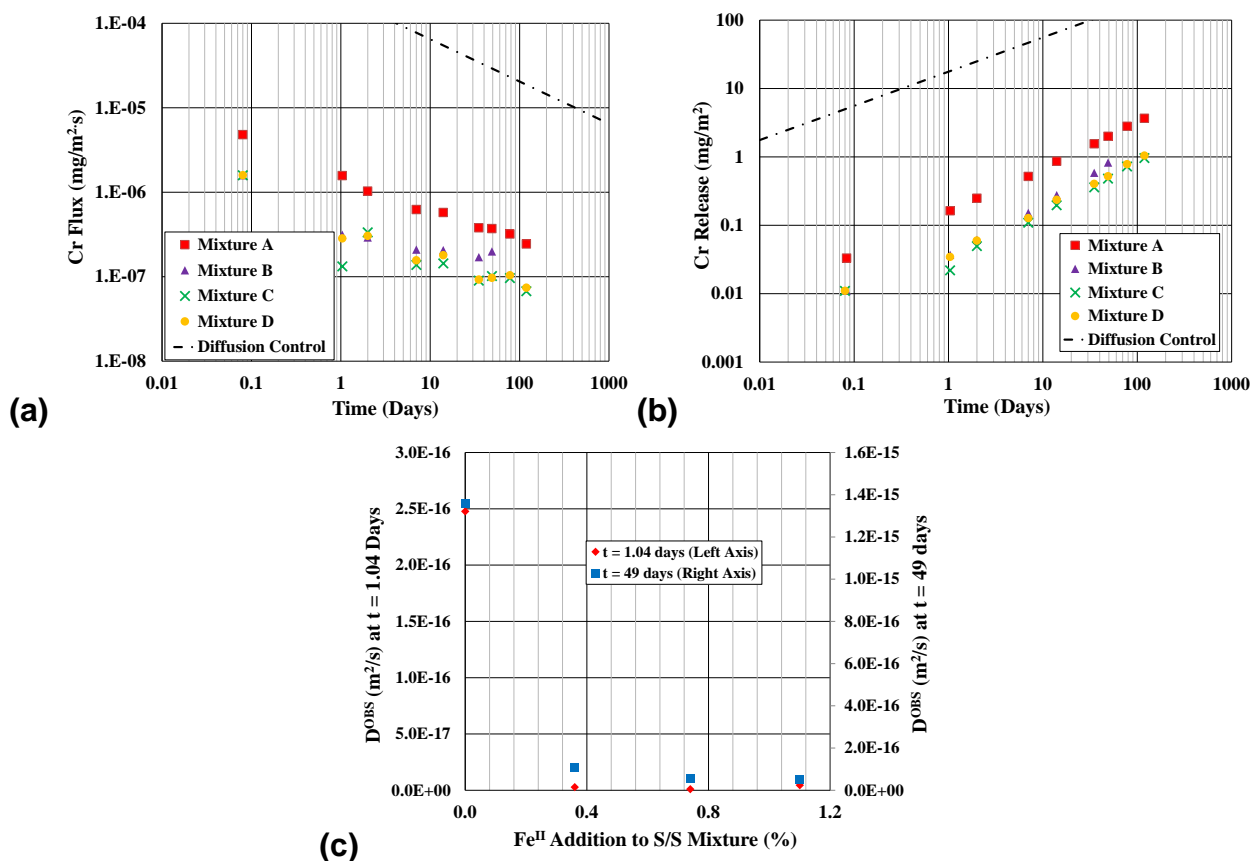 1.E-04
1.E-05
1.E-06
1.E-07
1.E-08
Cr Flux (mg/m²·s)
Mixture A
Mixture B
Mixture C
Mixture D
Diffusion Control
0.01 0.1 1 10 100 1000
Time (Days)
(a)
100
10
1
0.1
0.01
0.001
Cr Release (mg/m²)
Mixture A
Mixture B
Mixture C
Mixture D
Diffusion Control
0.01 0.1 1 10 100 1000
Time (Days)
(b)
3.0E-16
2.5E-16
2.0E-16
1.5E-16
1.0E-16
5.0E-17
0.0E+00
D^OBS (m²/s) at t = 1.04 Days
t = 1.04 days (Left Axis)
t = 49 days (Right Axis)
1.6E-15
1.4E-15
1.2E-15
1.0E-15
8.0E-16
6.0E-16
4.0E-16
2.0E-16
0.0E+00
D^OBS (m²/s) at t = 49 days
0.0 0.4 0.8 1.2
Fe^II Addition to S/S Mixture (%)
(c)